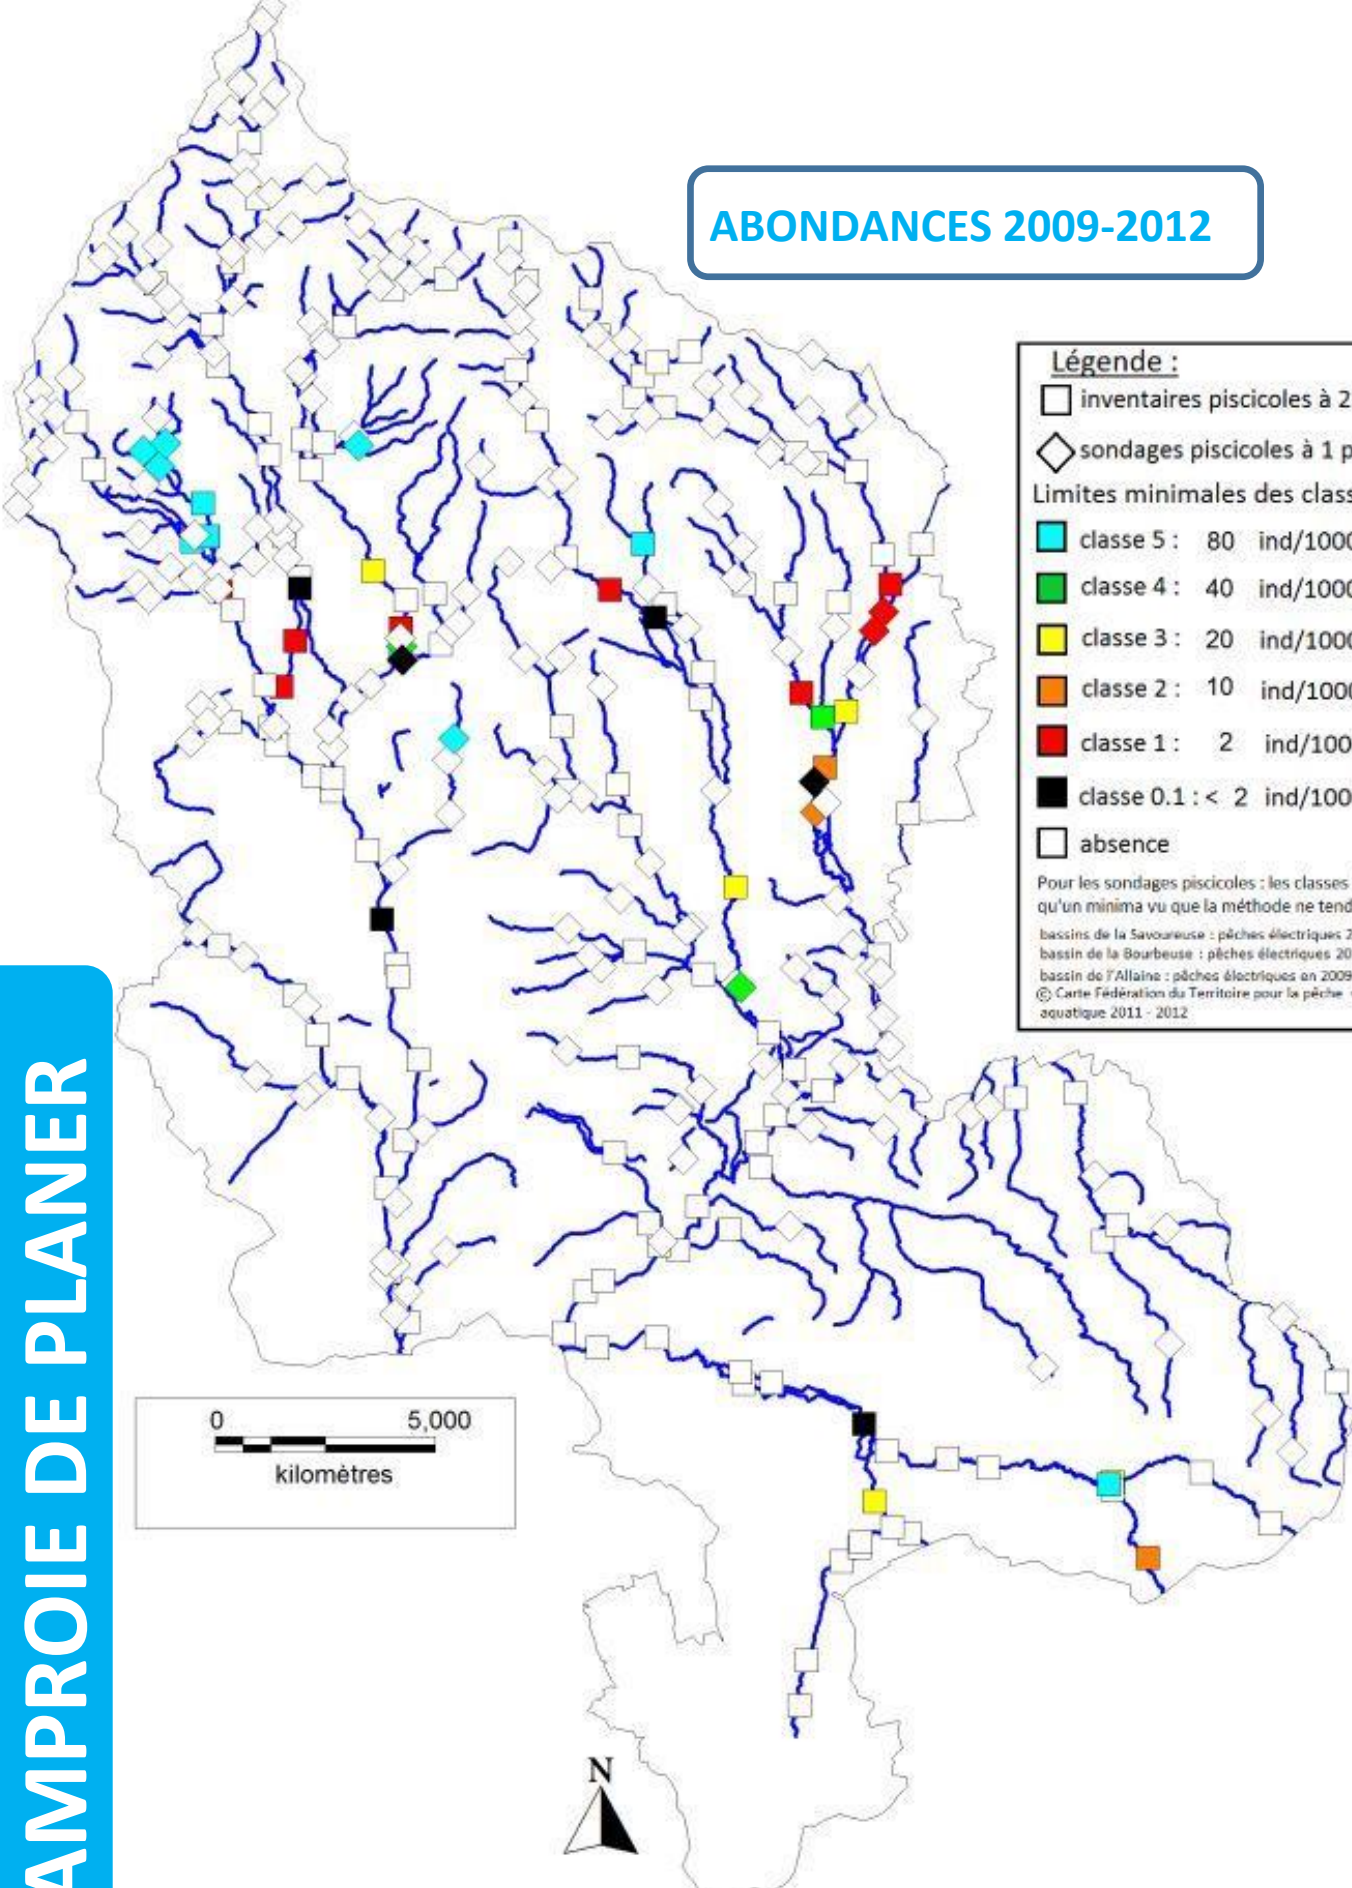 ABONDANCES 2009-2012
Légende :
inventaires piscicoles à 2
sondages piscicoles à 1 p
Limites minimales des class
classe 5 : 80 ind/1000
classe 4 : 40 ind/1000
classe 3 : 20 ind/1000
classe 2 : 10 ind/1000
classe 1 : 2 ind/100
classe 0.1 : < 2 ind/100
absence
Pour les sondages piscicoles : les classes
qu'un minima vu que la méthode ne tend
bassins de la Savoureuse : pêches électriques 2
bassin de la Bourbeuse : pêches électriques 20
bassin de l'Allaine : pêches électriques en 2009
© Carte Fédération du Territoire pour la pêche
aquatique 2011 - 2012
AMPROIE DE PLANER
0 5,000
kilomètres
N